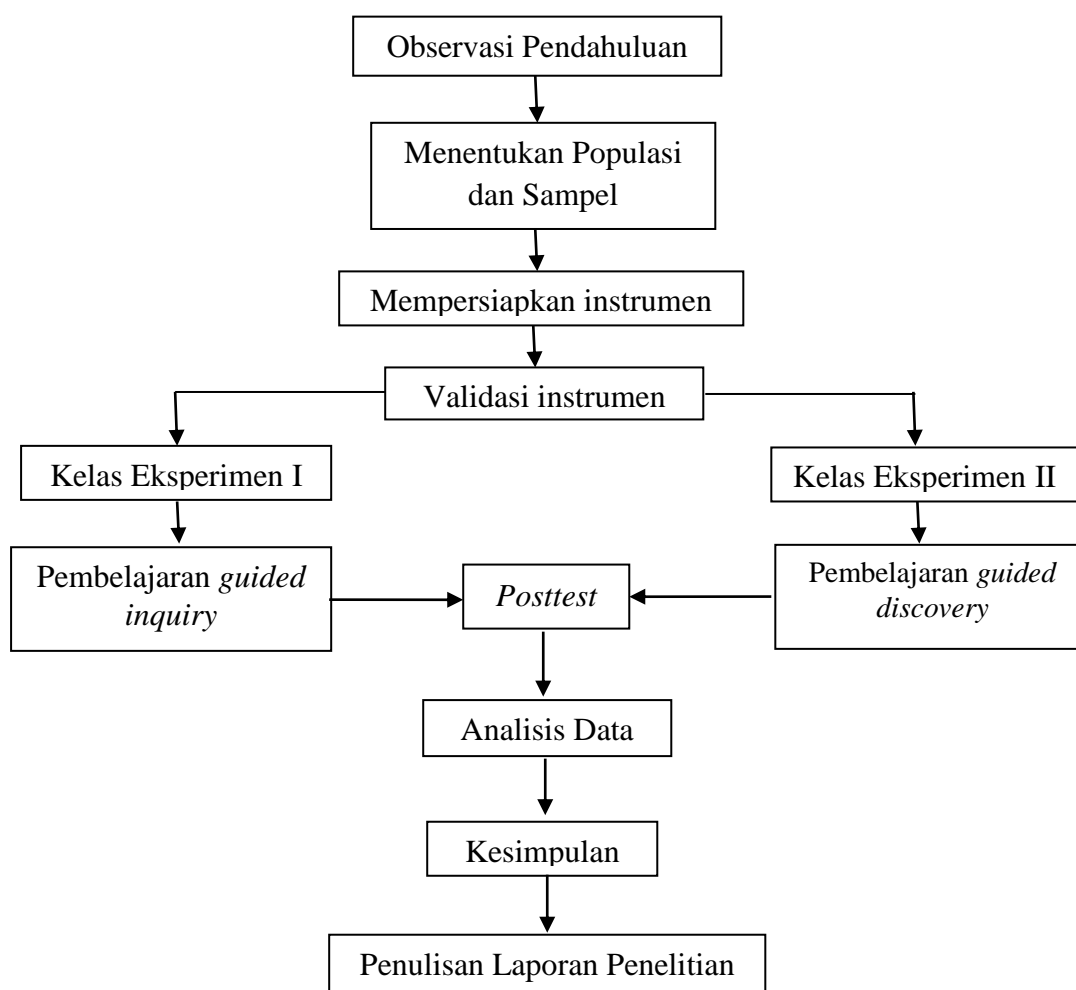 Observasi Pendahuluan
Menentukan Populasi
dan Sampel
Mempersiapkan instrumen
Validasi instrumen
Kelas Eksperimen I
Kelas Eksperimen II
Pembelajaran guided
inquiry
Posttest
Pembelajaran guided
discovery
Analisis Data
Kesimpulan
Penulisan Laporan Penelitian